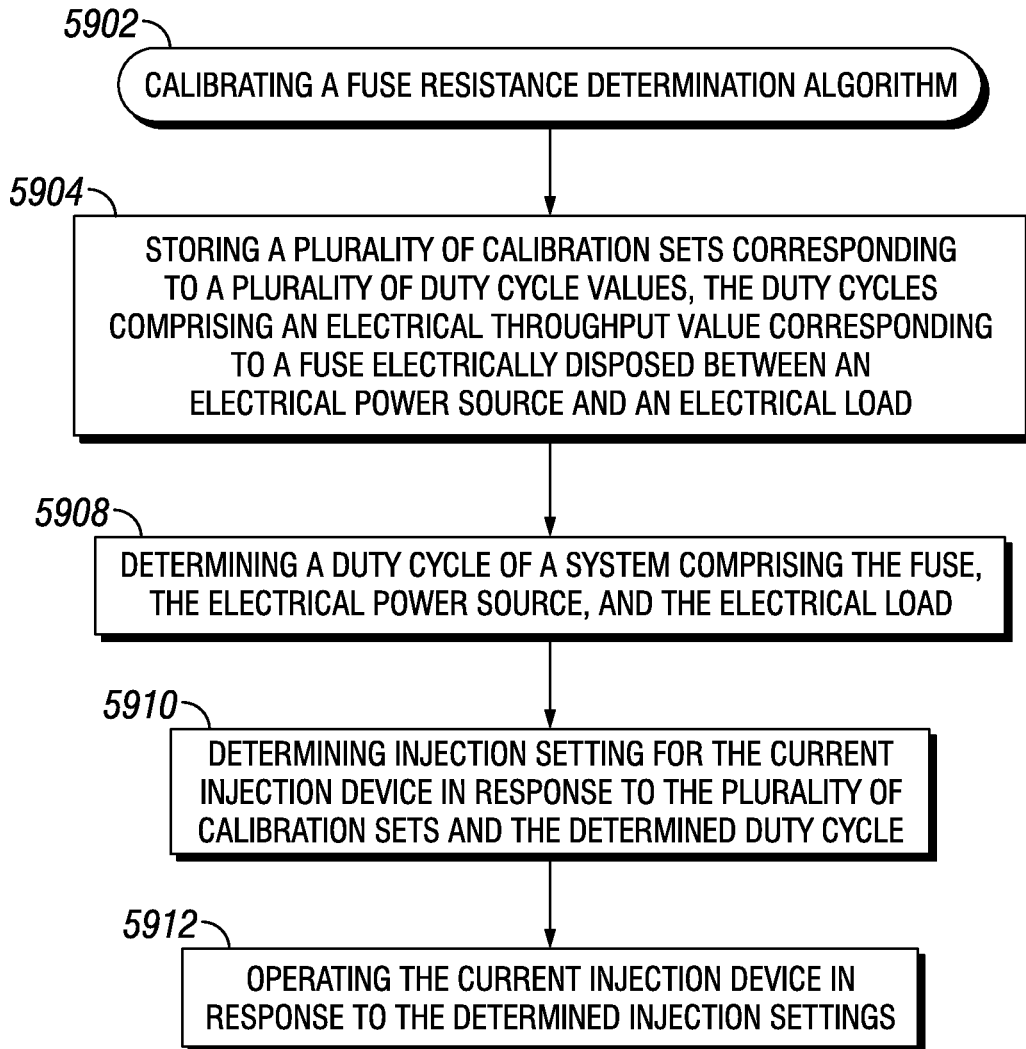 5902
CALIBRATING A FUSE RESISTANCE DETERMINATION ALGORITHM
5904
STORING A PLURALITY OF CALIBRATION SETS CORRESPONDING
TO A PLURALITY OF DUTY CYCLE VALUES, THE DUTY CYCLES
COMPRISING AN ELECTRICAL THROUGHPUT VALUE CORRESPONDING
TO A FUSE ELECTRICALLY DISPOSED BETWEEN AN
ELECTRICAL POWER SOURCE AND AN ELECTRICAL LOAD
5908
DETERMINING A DUTY CYCLE OF A SYSTEM COMPRISING THE FUSE,
THE ELECTRICAL POWER SOURCE, AND THE ELECTRICAL LOAD
5910
DETERMINING INJECTION SETTING FOR THE CURRENT
INJECTION DEVICE IN RESPONSE TO THE PLURALITY OF
CALIBRATION SETS AND THE DETERMINED DUTY CYCLE
5912
OPERATING THE CURRENT INJECTION DEVICE IN
RESPONSE TO THE DETERMINED INJECTION SETTINGS